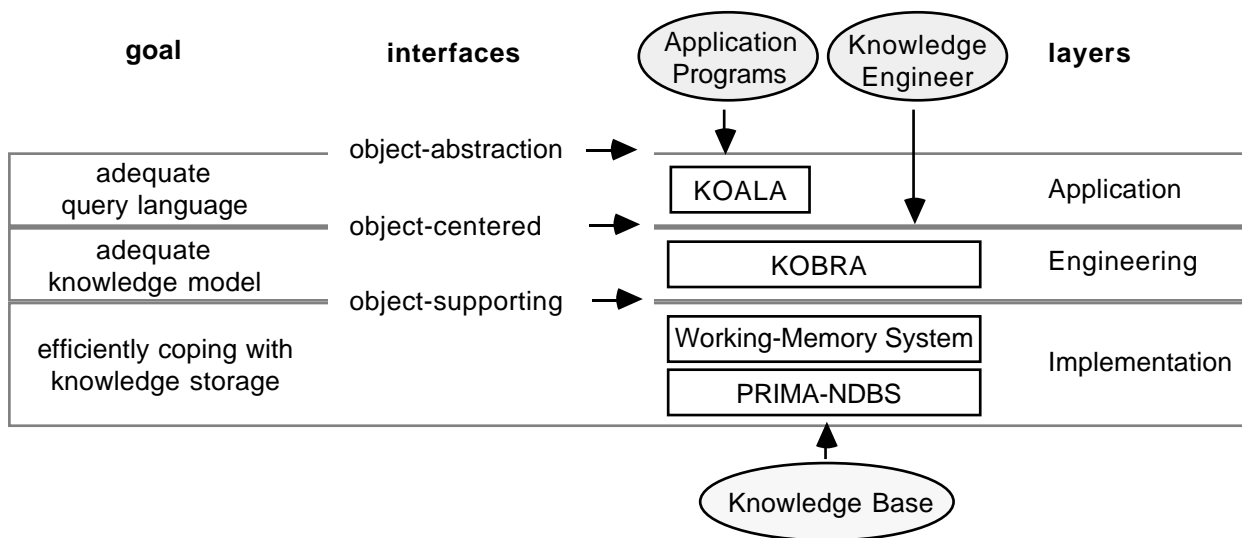 goal
interfaces
Application
Programs
Knowledge
Engineer
layers
object-abstraction
adequate
query language
KOALA
Application
object-centered
adequate
knowledge model
KOBRA
Engineering
object-supporting
efficiently coping with
knowledge storage
Working-Memory System
PRIMA-NDBS
Implementation
Knowledge Base